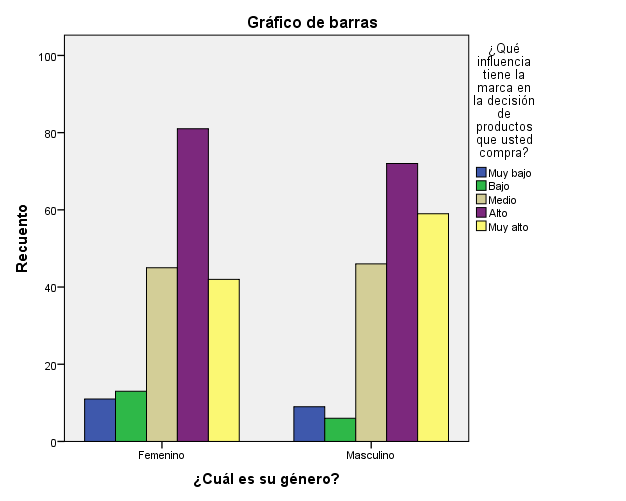 Gráfico de barras
¿Qué
influencia
tiene la
marca en
la decisión
de
productos
que usted
compra?
Muy bajo
Bajo
Medio
Alto
Muy alto
Recuento
100
80
60
40
20
0
Femenino
Masculino
¿Cuál es su género?